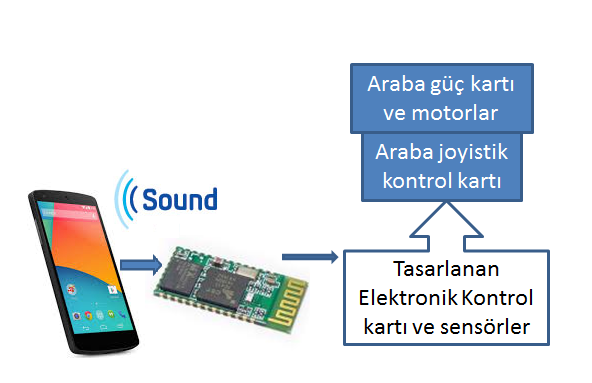 Araba güç kartı
ve motorlar
Araba joyistik
kontrol kartı
Sound
Tasarlanan
Elektronik Kontrol
kartı ve sensörler